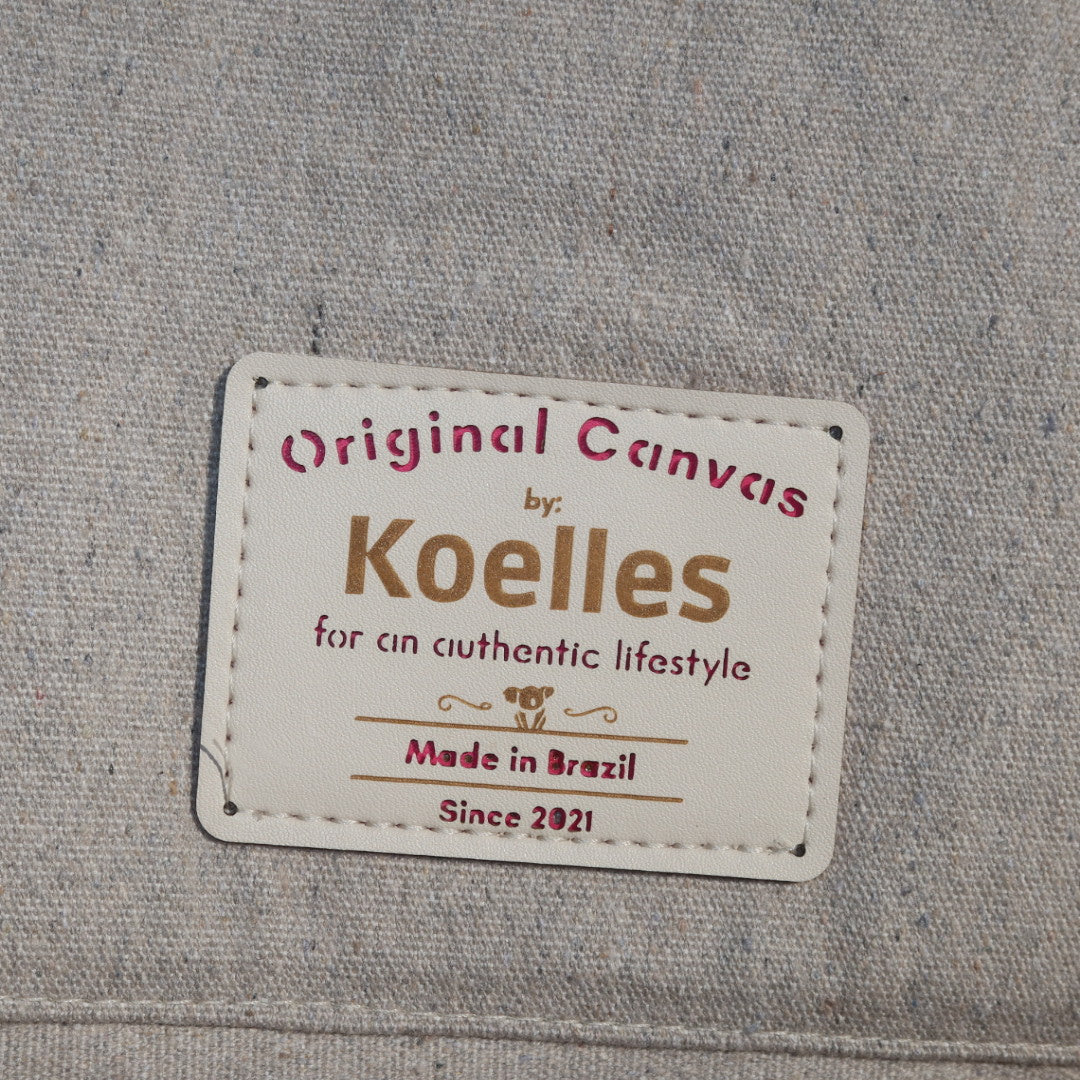 Original Canvas
by:
Koelles
for an authentic lifestyle
Made in Brazil
Since 2021